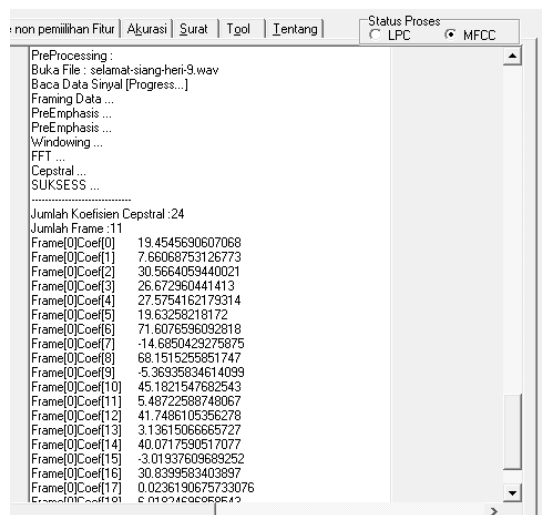 e non pemiilihan Fitur Akurasi Surat Tool Tentang Status Proses
LPC MFCC
PreProcessing :
Buka File : selamat-siang-heri-9.wav
Baca Data Sinyal [Progress...]
Framing Data ...
PreEmphasis ...
PreEmphasis ...
Windowing ...
FFT ...
Cepstral ...
SUKSESS ...
------------------------------
Jumlah Koefisien Cepstral :24
Jumlah Frame :11
Frame[0]Coef[0] 19.4545690607068
Frame[0]Coef[1] 7.66068753126773
Frame[0]Coef[2] 30.5664059440021
Frame[0]Coef[3] 26.672960441413
Frame[0]Coef[4] 27.5754162179314
Frame[0]Coef[5] 19.63258218172
Frame[0]Coef[6] 71.6076596092818
Frame[0]Coef[7] -14.6850429275875
Frame[0]Coef[8] 68.1515255851747
Frame[0]Coef[9] -5.36935834614099
Frame[0]Coef[10] 45.1821547682543
Frame[0]Coef[11] 5.48722588748067
Frame[0]Coef[12] 41.7486105356278
Frame[0]Coef[13] 3.13615066665727
Frame[0]Coef[14] 40.0717590517077
Frame[0]Coef[15] -3.01937609689252
Frame[0]Coef[16] 30.8399583403897
Frame[0]Coef[17] 0.0236190675733076
Frame[0]Coef[18]